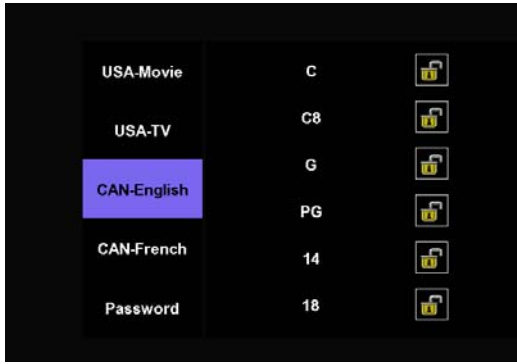 USA-Movie
USA-TV
CAN-English
CAN-French
Password
C
C8
G
PG
14
18